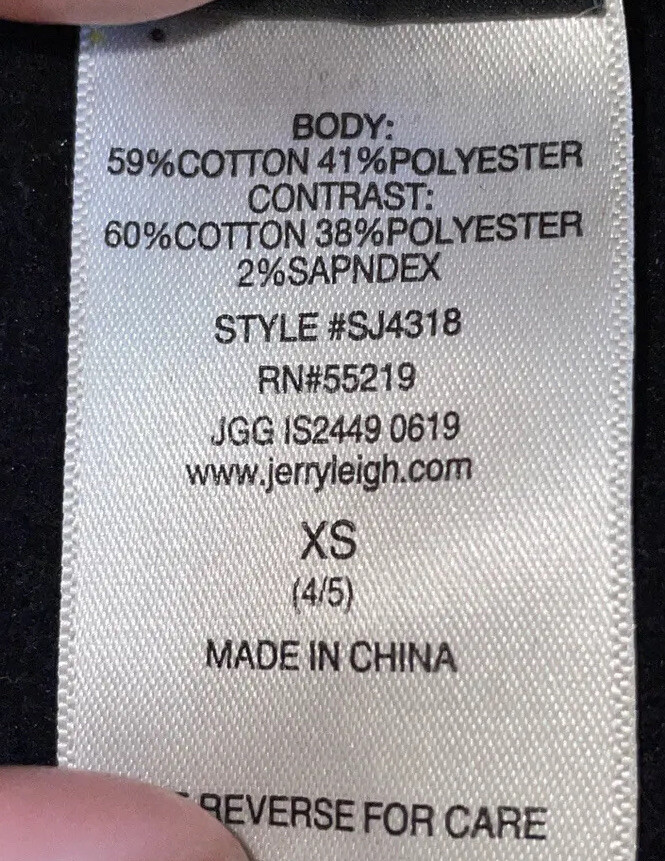 BODY:
59%COTTON 41%POLYESTER
CONTRAST:
60%COTTON 38%POLYESTER
2%SAPNDEX
STYLE #SJ4318
RN#55219
JGG IS2449 0619
www.jerryleigh.com
XS
(4/5)
MADE IN CHINA
REVERSE FOR CARE